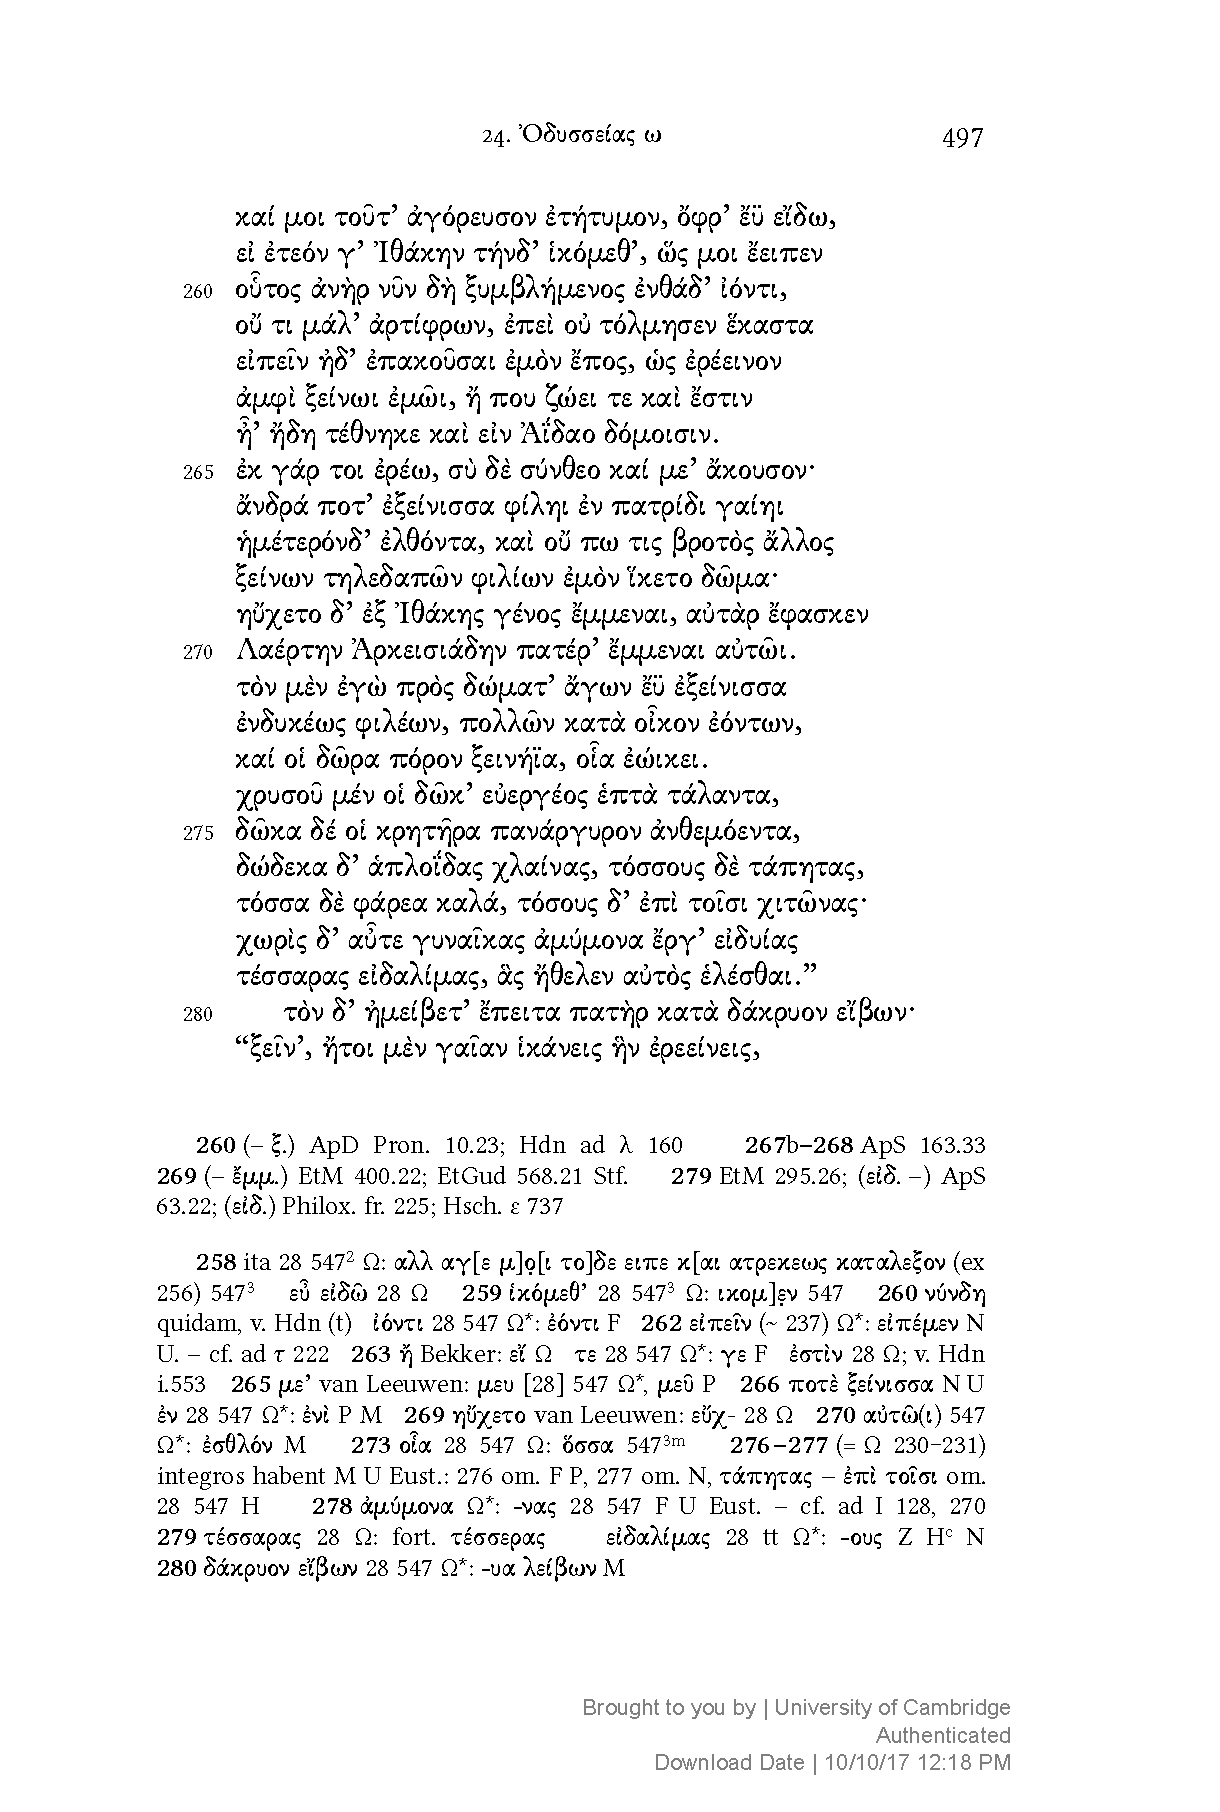 24. Ὀδυσσείας ω 497
καί μοι τοῦτ’ ἀγόρευσον ἐτήτυμον, ὄφρ’ ἔϋ εἴδω,
εἰ ἐτεόν γ’ Ἰθάκην τήνδ’ ἱκόμεθ’, ὥς μοι ἔειπεν
260 οὗτος ἀνὴρ νῦν δὴ ξυμβλήμενος ἐνθάδ’ ἰόντι,
οὔ τι μάλ’ ἀρτίφρων, ἐπεὶ οὐ τόλμησεν ἕκαστα
εἰπεῖν ἠδ’ ἐπακοῦσαι ἐμὸν ἔπος, ὡς ἐρέεινον
ἀμφὶ ξείνωι ἐμῶι, ἤ που ζώει τε καὶ ἔστιν
ἦ’ ἤδη τέθνηκε καὶ εἰν Ἀΐδαο δόμοισιν.
265 ἐκ γάρ τοι ἐρέω, σὺ δὲ σύνθεο καί με’ ἄκουσον·
ἄνδρά ποτ’ ἐξείνισσα φίληι ἐν πατρίδι γαίηι
ἡμέτερόνδ’ ἐλθόντα, καὶ οὔ πω τις βροτὸς ἄλλος
ξείνων τηλεδαπῶν φιλίων ἐμὸν ἵκετο δῶμα·
ηὔχετο δ’ ἐξ Ἰθάκης γένος ἔμμεναι, αὐτὰρ ἔφασκεν
270 Λαέρτην Ἀρκεισιάδην πατέρ’ ἔμμεναι αὐτῶι.
τὸν μὲν ἐγὼ πρὸς δώματ’ ἄγων ἔϋ ἐξείνισσα
ἐνδυκέως φιλέων, πολλῶν κατὰ οἶκον ἐόντων,
καί οἱ δῶρα πόρον ξεινήϊα, οἷα ἐώικει.
χρυσοῦ μέν οἱ δῶκ’ εὐεργέος ἑπτὰ τάλαντα,
275 δῶκα δέ οἱ κρητῆρα πανάργυρον ἀνθεμόεντα,
δώδεκα δ’ ἁπλοΐδας χλαίνας, τόσσους δὲ τάπητας,
τόσσα δὲ φάρεα καλά, τόσους δ’ ἐπὶ τοῖσι χιτῶνας·
χωρὶς δ’ αὖτε γυναῖκας ἀμύμονα ἔργ’ εἰδυίας
τέσσαρας εἰδαλίμας, ἃς ἤθελεν αὐτὸς ἑλέσθαι.”
280 τὸν δ’ ἠμείβετ’ ἔπειτα πατὴρ κατὰ δάκρυον εἴβων·
“ξεῖν’, ἤτοι μὲν γαῖαν ἱκάνεις ἣν ἐρεείνεις,
260 (– ξ.) ApD Pron. 10.23; Hdn ad λ 160 267b–268 ApS 163.33
269 (– ἔμμ.) EtM 400.22; EtGud 568.21 Stf. 279 EtM 295.26; (εἰδ. –) ApS
63.22; (εἰδ.) Philox. fr. 225; Hsch. ε 737
258 ita 28 547² Ω: αλλ αγ[ε μ]ο̣[ι το]δε ειπε κ[αι ατρεκεως καταλεξον (ex
256) 547³ εὖ εἰδῶ 28 Ω 259 ἱκόμεθ’ 28 547³ Ω: ικομ]ε̣ν 547 260 νύνδη
quidam, v. Hdn (t) ἰόντι 28 547 Ω*: ἐόντι F 262 εἰπεῖν (~ 237) Ω*: εἰπέμεν N
U. – cf. ad τ 222 263 ἤ Bekker: εἴ Ω τε 28 547 Ω*: γε F ἐστὶν 28 Ω; v. Hdn
i.553 265 με’ van Leeuwen: μευ [28] 547 Ω*, μεῦ P 266 ποτὲ ξείνισσα N U
ἐν 28 547 Ω*: ἐνὶ P M 269 ηὔχετο van Leeuwen: εὔχ- 28 Ω 270 αὐτῶ(ι) 547
Ω*: ἐσθλόν M 273 οἷα 28 547 Ω: ὅσσα 547³ᵐ 276–277 (= Ω 230–231)
integros habent M U Eust.: 276 om. F P, 277 om. N, τάπητας – ἐπὶ τοῖσι om.
28 547 H 278 ἀμύμονα Ω*: -νας 28 547 F U Eust. – cf. ad I 128, 270
279 τέσσαρας 28 Ω: fort. τέσσερας εἰδαλίμας 28 tt Ω*: -ους Z Hᶜ N
280 δάκρυον εἴβων 28 547 Ω*: -υα λείβων M
Brought to you by | University of Cambridge
Authenticated
Download Date | 10/10/17 12:18 PM